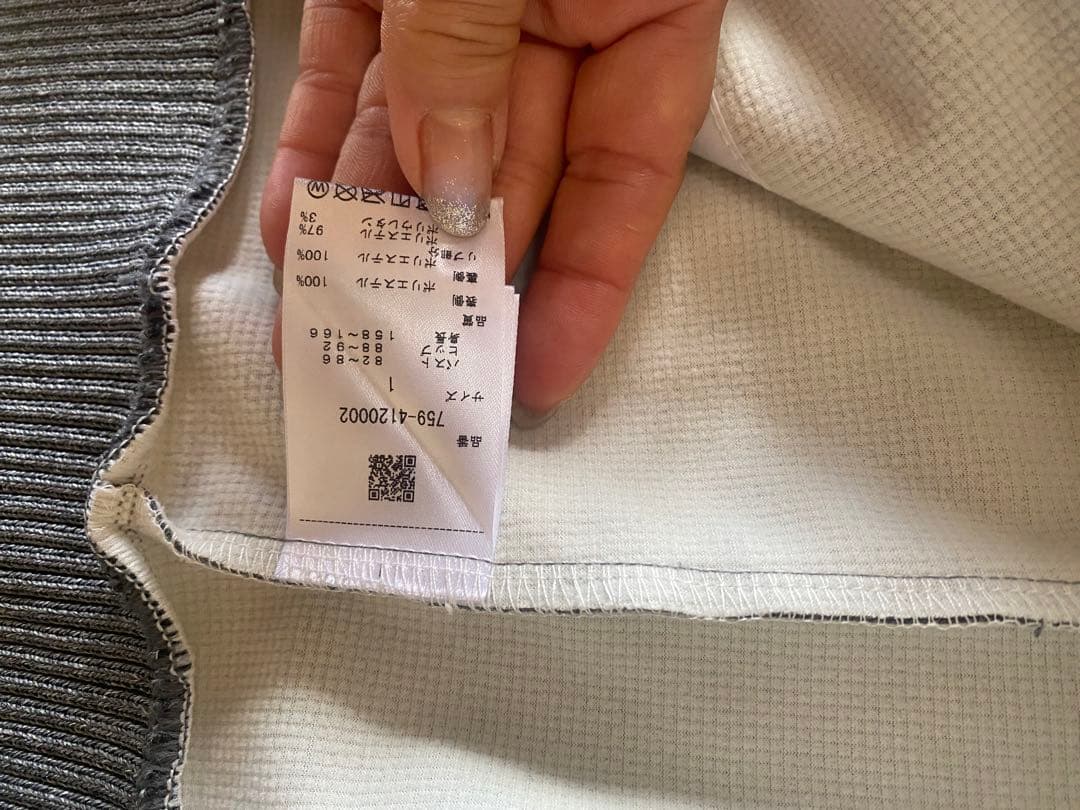 品番
759-4120002
サイズ
1
バスト 82~86
ヒップ 88~92
身長 158~166
品質
表側
ポリエステル 100%
裏側
ポリエステル 100%
リブ部分
ポリエステル 97%
ポリウレタン 3%
W